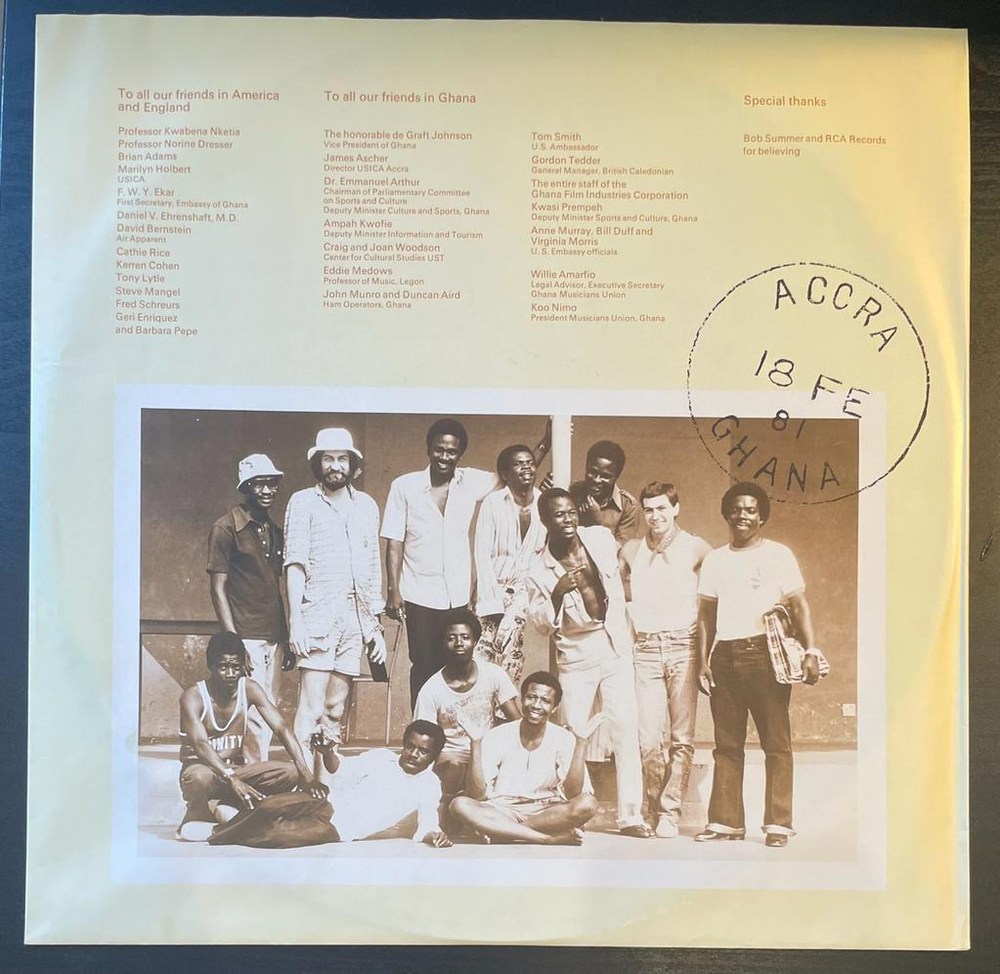 To all our friends in America
and England
Professor Kwabena Nketia
Professor Norine Dresser
Brian Adams
Marilyn Holbert
USICA
F. W. Y. Ekar
First Secretary, Embassy of Ghana
Daniel V. Ehrenshaft, M.D.
David Bernstein
Air Apparent
Cathie Rice
Kerren Cohen
Tony Lytle
Steve Mangel
Fred Schreurs
Geri Enriquez
and Barbara Pepe
To all our friends in Ghana
The honorable de Graft Johnson
Vice President of Ghana
James Ascher
Director USICA Accra
Dr. Emmanuel Arthur
Chairman of Parliamentary Committee
on Sports and Culture
Deputy Minister Culture and Sports, Ghana
Ampah Kwofie
Deputy Minister Information and Tourism
Craig and Joan Woodson
Center for Cultural Studies UST
Eddie Medows
Professor of Music, Legon
John Munro and Duncan Aird
Ham Operators, Ghana
Tom Smith
U.S. Ambassador
Gordon Tedder
General Manager, British Caledonian
The entire staff of the
Ghana Film Industries Corporation
Kwasi Prempeh
Deputy Minister Sports and Culture, Ghana
Anne Murray, Bill Duff and
Virginia Morris
U. S. Embassy officials
Willie Amarfio
Legal Advisor, Executive Secretary
Ghana Musicians Union
Koo Nimo
President Musicians Union, Ghana
Special thanks
Bob Summer and RCA Records
for believing
ACCRA
18 FE
81
GHANA